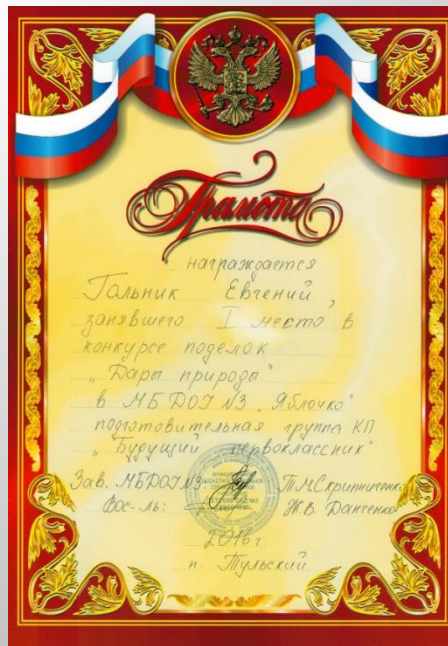 Грамота
награждается
Гольник Евгений,
занявшего I место в
конкурсе поделок
„Дары природы"
в МБДОУ №3 „Яблочко"
подготовительная группа КП
„Будущий первоклассник"
Зав. МБДОУ №3 П.М.Скрипниченко
Вос-ль: Ж.В. Данченко
2016г.
п. Тульский